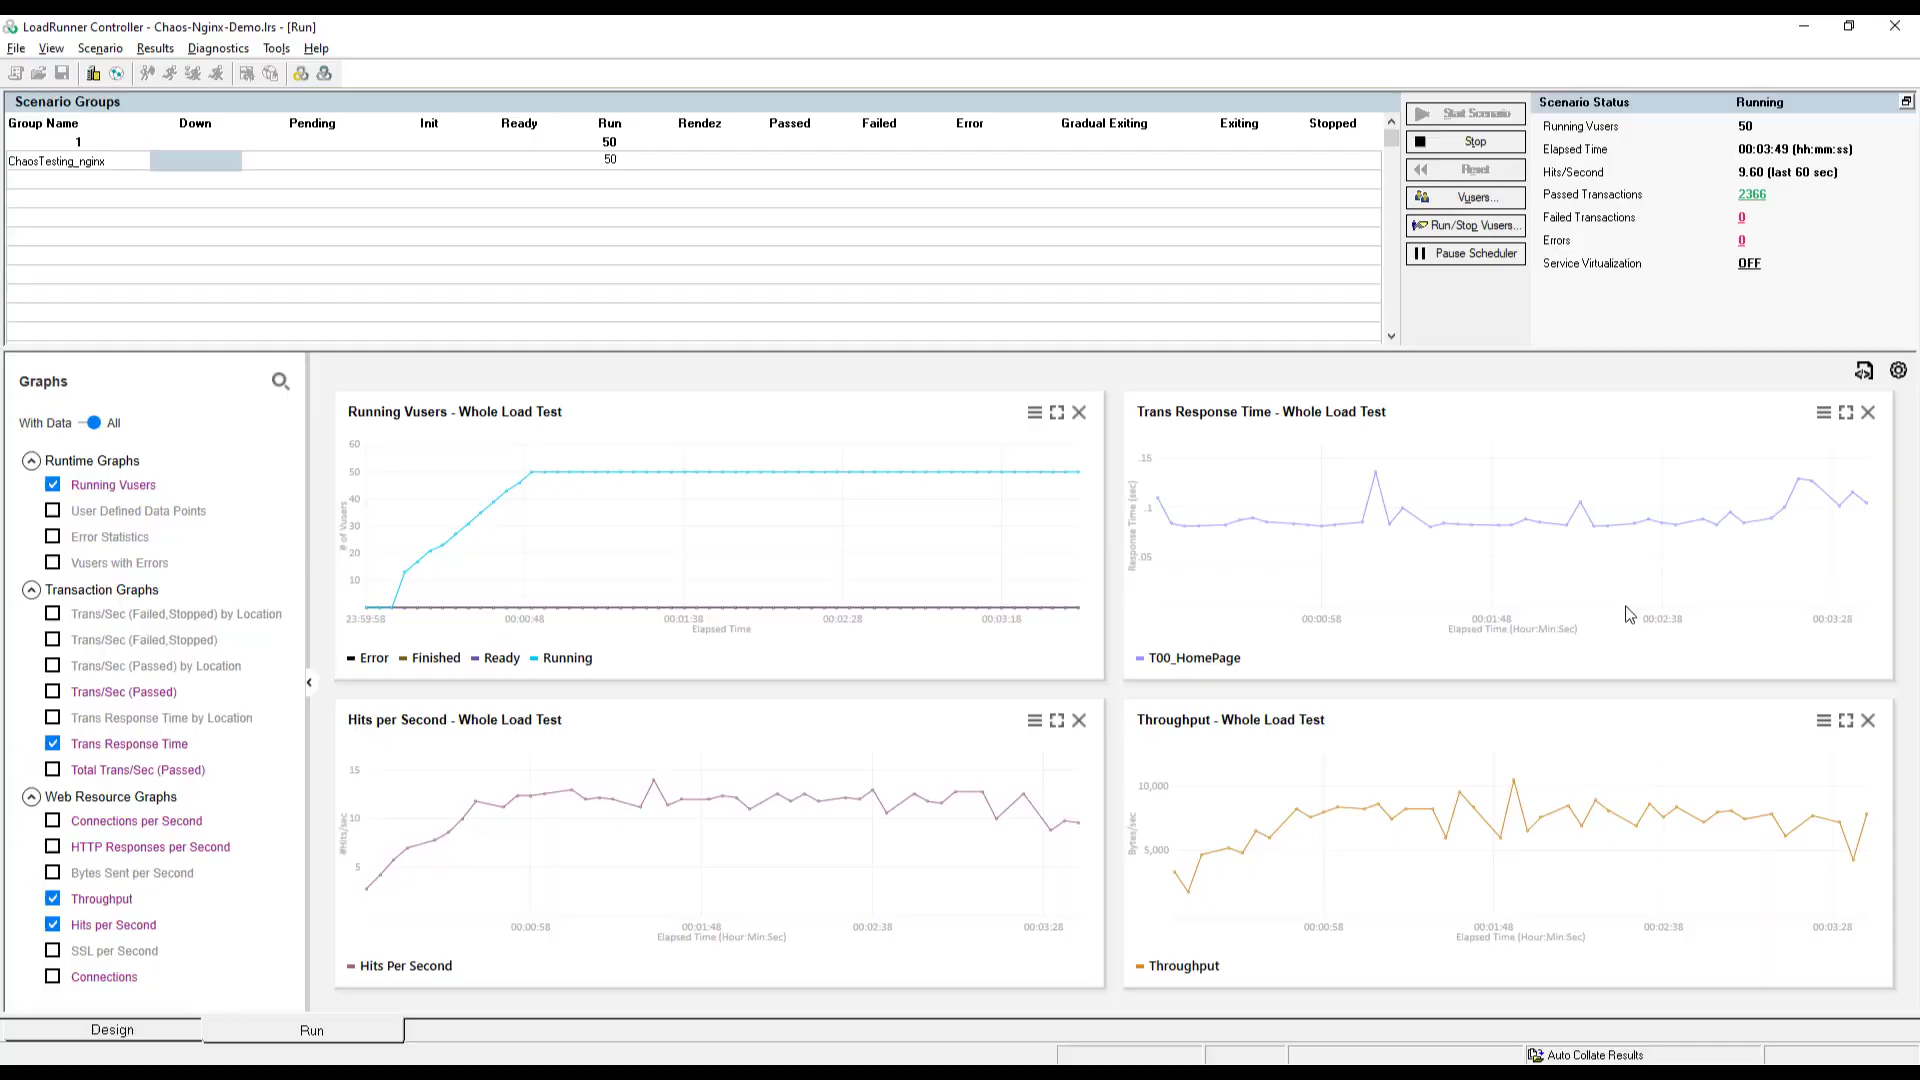 LoadRunner Controller - Chaos-Nginx-Demo.lrs - [Run]
File View Scenario Results Diagnostics Tools Help
Scenario Groups
Group Name Down Pending Init Ready Run Rendez Passed Failed Error Gradual Exiting Exiting Stopped
1 50
ChaosTesting_nginx 50
Start Scenario
Stop
Reset
Vusers...
Run/Stop Vusers...
Pause Scheduler
Scenario Status Running
Running Vusers 50
Elapsed Time 00:03:49 (hh:mm:ss)
Hits/Second 9.60 (last 60 sec)
Passed Transactions 2366
Failed Transactions 0
Errors 0
Service Virtualization OFF
Graphs
With Data All
Runtime Graphs
Running Vusers
User Defined Data Points
Error Statistics
Vusers with Errors
Transaction Graphs
Trans/Sec (Failed,Stopped) by Location
Trans/Sec (Failed,Stopped)
Trans/Sec (Passed) by Location
Trans/Sec (Passed)
Trans Response Time by Location
Trans Response Time
Total Trans/Sec (Passed)
Web Resource Graphs
Connections per Second
HTTP Responses per Second
Bytes Sent per Second
Throughput
Hits per Second
SSL per Second
Connections
Running Vusers - Whole Load Test
60
50
40
30
20
10
# of Vusers
23:59:58 00:00:48 00:01:38 00:02:28 00:03:18
Elapsed Time
Error Finished Ready Running
Trans Response Time - Whole Load Test
.15
.1
.05
Response Time (sec)
00:00:58 00:01:48 00:02:38 00:03:28
Elapsed Time (Hour:Min:Sec)
T00_HomePage
Hits per Second - Whole Load Test
15
10
5
#Hits/sec
00:00:58 00:01:48 00:02:38 00:03:28
Elapsed Time (Hour:Min:Sec)
Hits Per Second
Throughput - Whole Load Test
10,000
5,000
Bytes/sec
00:00:58 00:01:48 00:02:38 00:03:28
Elapsed Time (Hour:Min:Sec)
Throughput
Design Run
Auto Collate Results